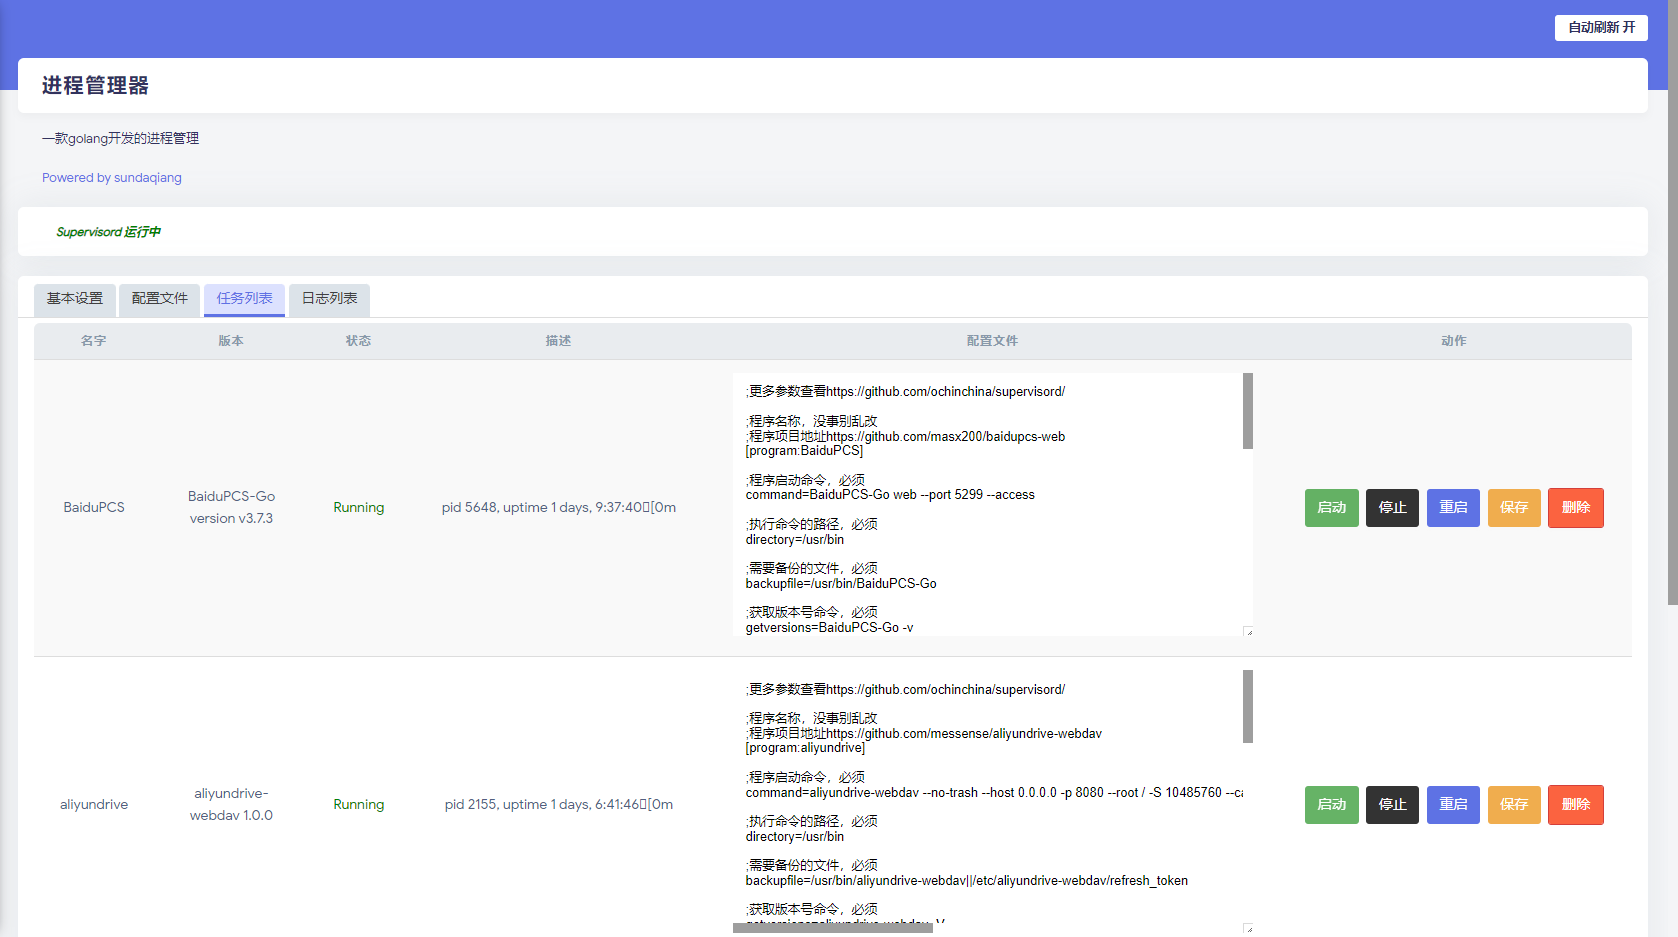 自动刷新 开
进程管理器
一款golang开发的进程管理
Powered by sundaqiang
Supervisord 运行中
基本设置 配置文件 任务列表 日志列表
名字 版本 状态 描述 配置文件 动作
;更多参数查看https://github.com/ochinchina/supervisord/
;程序名称，没事别乱改
;程序项目地址https://github.com/masx200/baidupcs-web
[program:BaiduPCS]
;程序启动命令，必须
command=BaiduPCS-Go web --port 5299 --access
;执行命令的路径，必须
directory=/usr/bin
;需要备份的文件，必须
backupfile=/usr/bin/BaiduPCS-Go
;获取版本号命令，必须
getversions=BaiduPCS-Go -v
BaiduPCS
BaiduPCS-Go
version v3.7.3
Running
pid 5648, uptime 1 days, 9:37:40▯[0m
启动 停止 重启 保存 删除
;更多参数查看https://github.com/ochinchina/supervisord/
;程序名称，没事别乱改
;程序项目地址https://github.com/messense/aliyundrive-webdav
[program:aliyundrive]
;程序启动命令，必须
command=aliyundrive-webdav --no-trash --host 0.0.0.0 -p 8080 --root / -S 10485760 --ca
;执行命令的路径，必须
directory=/usr/bin
;需要备份的文件，必须
backupfile=/usr/bin/aliyundrive-webdav||/etc/aliyundrive-webdav/refresh_token
;获取版本号命令，必须
getversions=aliyundrive-webdav -V
aliyundrive
aliyundrive-
webdav 1.0.0
Running
pid 2155, uptime 1 days, 6:41:46▯[0m
启动 停止 重启 保存 删除